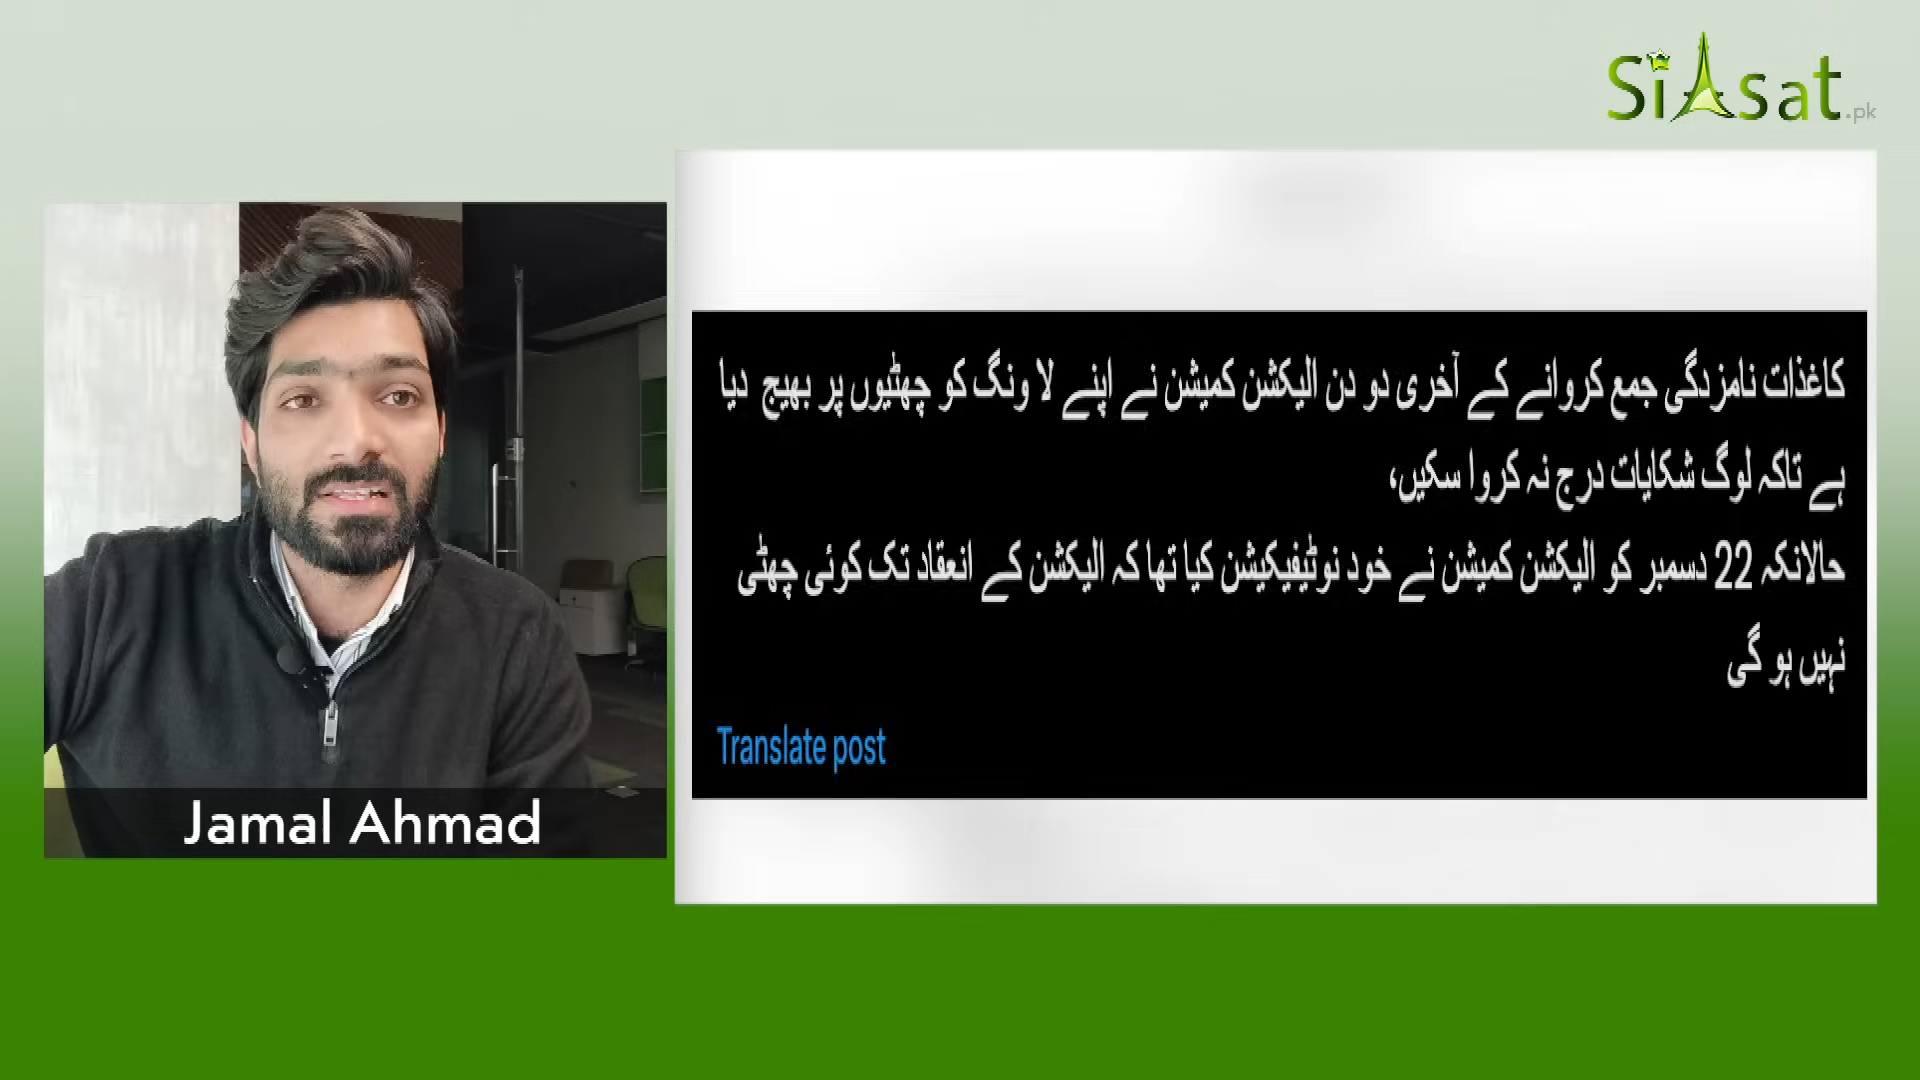 SiAsat.pk
کاغذات نامزدگی جمع کروانے کے آخری دو دن الیکشن کمیشن نے اپنے لا ونگ کو چھٹیوں پر بھیج دیا
ہے تاکہ لوگ شکایات درج نہ کروا سکیں،
حالانکہ 22 دسمبر کو الیکشن کمیشن نے خود نوٹیفیکیشن کیا تھا کہ الیکشن کے انعقاد تک کوئی چھٹی
نہیں ہو گی
Translate post
Jamal Ahmad